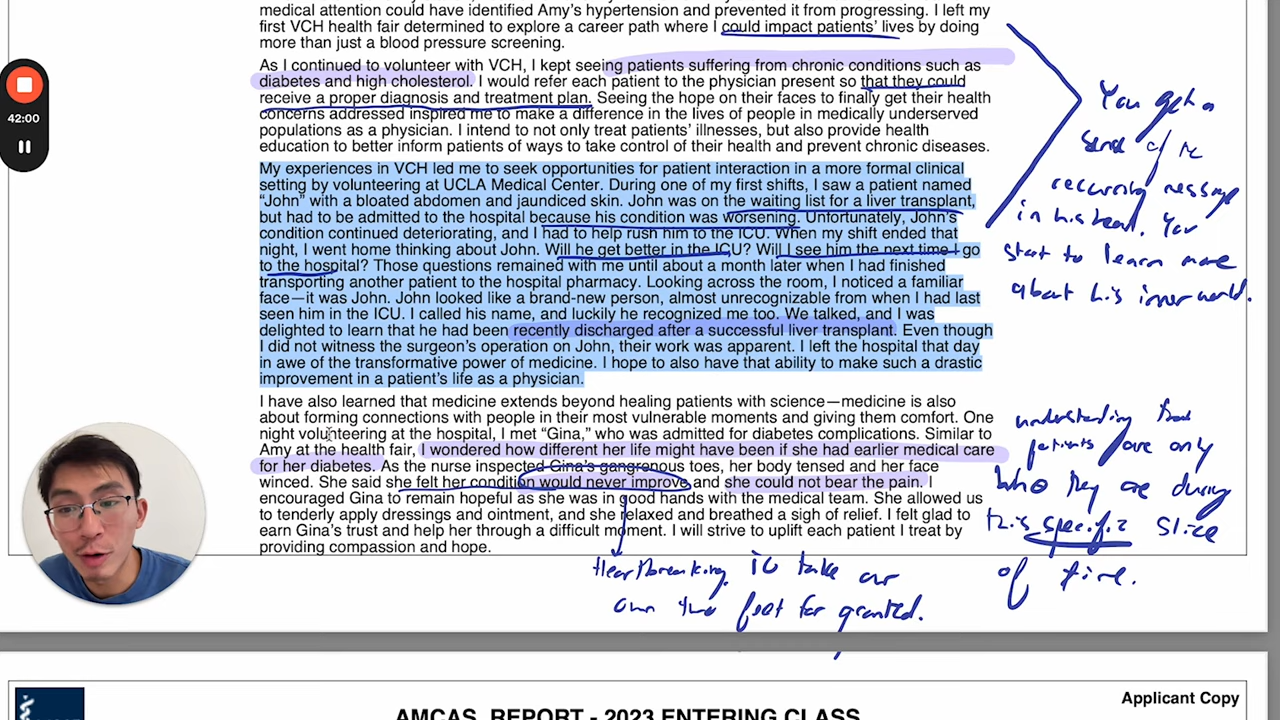 medical attention could have identified Amy's hypertension and prevented it from progressing. I left my
first VCH health fair determined to explore a career path where I could impact patients' lives by doing
more than just a blood pressure screening.
As I continued to volunteer with VCH, I kept seeing patients suffering from chronic conditions such as
diabetes and high cholesterol. I would refer each patient to the physician present so that they could
receive a proper diagnosis and treatment plan. Seeing the hope on their faces to finally get their health
concerns addressed inspired me to make a difference in the lives of people in medically underserved
populations as a physician. I intend to not only treat patients' illnesses, but also provide health
education to better inform patients of ways to take control of their health and prevent chronic diseases.
My experiences in VCH led me to seek opportunities for patient interaction in a more formal clinical
setting by volunteering at UCLA Medical Center. During one of my first shifts, I saw a patient named
"John" with a bloated abdomen and jaundiced skin. John was on the waiting list for a liver transplant,
but had to be admitted to the hospital because his condition was worsening. Unfortunately, John's
condition continued deteriorating, and I had to help rush him to the ICU. When my shift ended that
night, I went home thinking about John. Will he get better in the ICU? Will I see him the next time I go
to the hospital? Those questions remained with me until about a month later when I had finished
transporting another patient to the hospital pharmacy. Looking across the room, I noticed a familiar
face—it was John. John looked like a brand-new person, almost unrecognizable from when I had last
seen him in the ICU. I called his name, and luckily he recognized me too. We talked, and I was
delighted to learn that he had been recently discharged after a successful liver transplant. Even though
I did not witness the surgeon's operation on John, their work was apparent. I left the hospital that day
in awe of the transformative power of medicine. I hope to also have that ability to make such a drastic
improvement in a patient's life as a physician.
I have also learned that medicine extends beyond healing patients with science—medicine is also
about forming connections with people in their most vulnerable moments and giving them comfort. One
night volunteering at the hospital, I met "Gina," who was admitted for diabetes complications. Similar to
Amy at the health fair, I wondered how different her life might have been if she had earlier medical care
for her diabetes. As the nurse inspected Gina's gangrenous toes, her body tensed and her face
winced. She said she felt her condition would never improve and she could not bear the pain. I
encouraged Gina to remain hopeful as she was in good hands with the medical team. She allowed us
to tenderly apply dressings and ointment, and she relaxed and breathed a sigh of relief. I felt glad to
earn Gina's trust and help her through a difficult moment. I will strive to uplift each patient I treat by
providing compassion and hope.
You get a
sense of the
recurring message
in his head. You
start to learn more
about his inner world.
understanding that
patients are only
who they are during
this specific slice
of time.
Heartbreaking to take our
own two feet for granted.
42:00
Applicant Copy
AMCAS REPORT - 2023 ENTERING CLASS